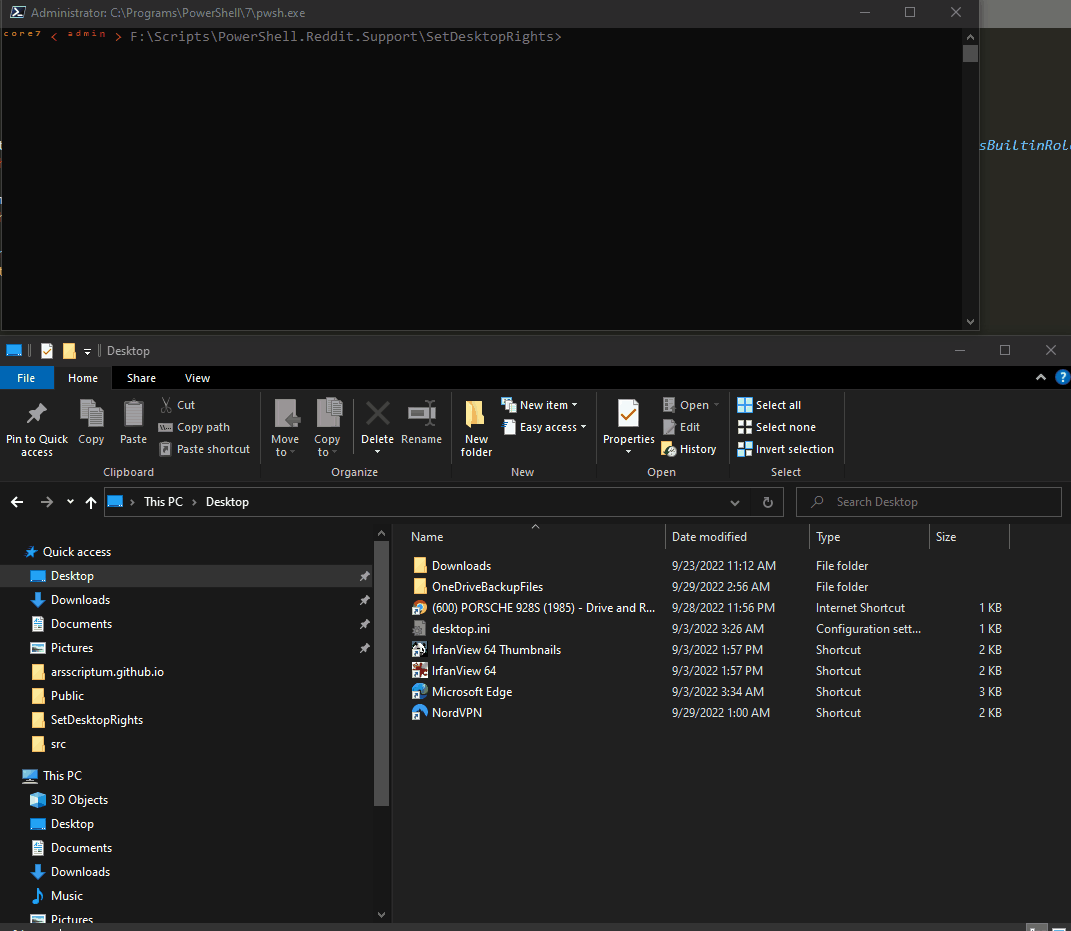 Administrator: C:\Programs\PowerShell\7\pwsh.exe
core7 < admin > F:\Scripts\PowerShell.Reddit.Support\SetDesktopRights>
sBuiltinRol
Desktop
File Home Share View
Pin to Quick access
Copy
Paste
Cut
Copy path
Paste shortcut
Clipboard
Move to
Copy to
Delete
Rename
Organize
New folder
New item
Easy access
New
Properties
Open
Edit
History
Open
Select all
Select none
Invert selection
Select
This PC > Desktop
Search Desktop
Quick access
Desktop
Downloads
Documents
Pictures
arsscriptum.github.io
Public
SetDesktopRights
src
This PC
3D Objects
Desktop
Documents
Downloads
Music
Pictures
Name Date modified Type Size
Downloads 9/23/2022 11:12 AM File folder
OneDriveBackupFiles 9/29/2022 2:56 AM File folder
(600) PORSCHE 928S (1985) - Drive and R... 9/28/2022 11:56 PM Internet Shortcut 1 KB
desktop.ini 9/3/2022 3:26 AM Configuration sett... 1 KB
IrfanView 64 Thumbnails 9/3/2022 1:57 PM Shortcut 2 KB
IrfanView 64 9/3/2022 1:57 PM Shortcut 2 KB
Microsoft Edge 9/3/2022 3:34 AM Shortcut 3 KB
NordVPN 9/29/2022 1:00 AM Shortcut 2 KB